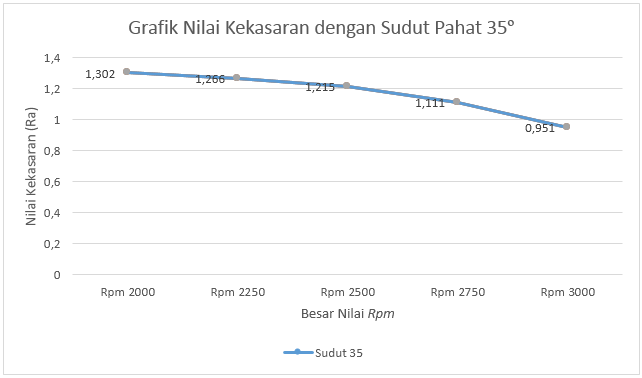 Grafik Nilai Kekasaran dengan Sudut Pahat 35°
Nilai Kekasaran (Ra)
1,4
1,2
1
0,8
0,6
0,4
0,2
0
1,302
1,266
1,215
1,111
0,951
Rpm 2000
Rpm 2250
Rpm 2500
Rpm 2750
Rpm 3000
Besar Nilai Rpm
Sudut 35